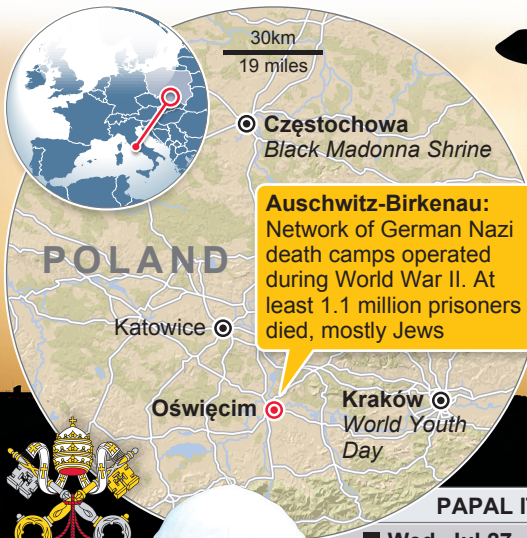 30km
19 miles
Częstochowa
Black Madonna Shrine
Auschwitz-Birkenau:
Network of German Nazi
death camps operated
during World War II. At
least 1.1 million prisoners
died, mostly Jews
POLAND
Katowice
Oświęcim
Kraków
World Youth
Day
PAPAL